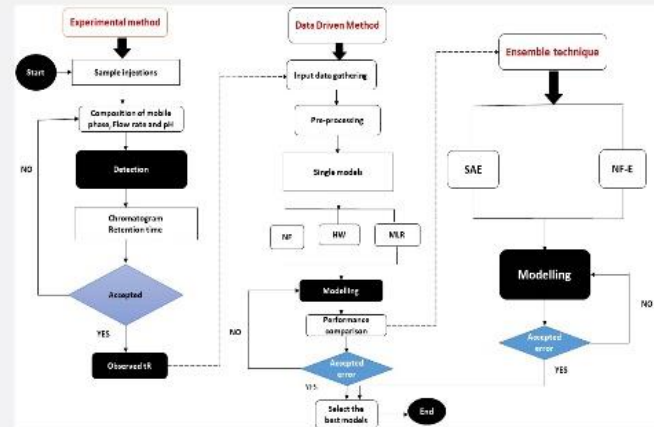 Experimental method
Start
Sample injections
Composition of mobile
phase, Flow rate and pH
NO
Detection
Chromatogram
Retention time
Accepted
YES
Observed tR
Data Driven Method
Input data gathering
Pre-processing
Single models
NF
HW
MLR
Modelling
NO
Performance
comparison
Accepted
error
YES
Select the
best models
End
Ensemble technique
SAE
NF-E
Modelling
NO
Accepted
error
YES